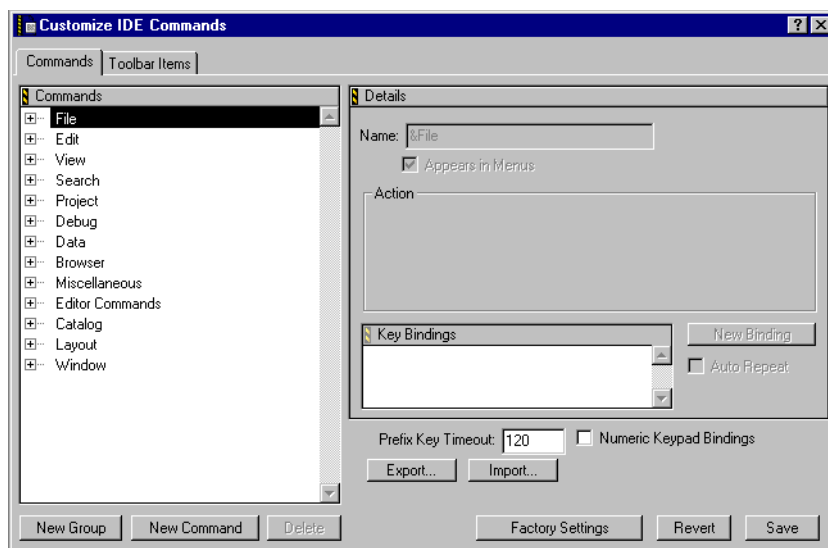 Customize IDE Commands
Commands
Toolbar Items
Commands
File
Edit
View
Search
Project
Debug
Data
Browser
Miscellaneous
Editor Commands
Catalog
Layout
Window
Details
Name: &File
Appears in Menus
Action
Key Bindings
New Binding
Auto Repeat
Prefix Key Timeout: 120 Numeric Keypad Bindings
Export... Import...
New Group New Command Delete Factory Settings Revert Save